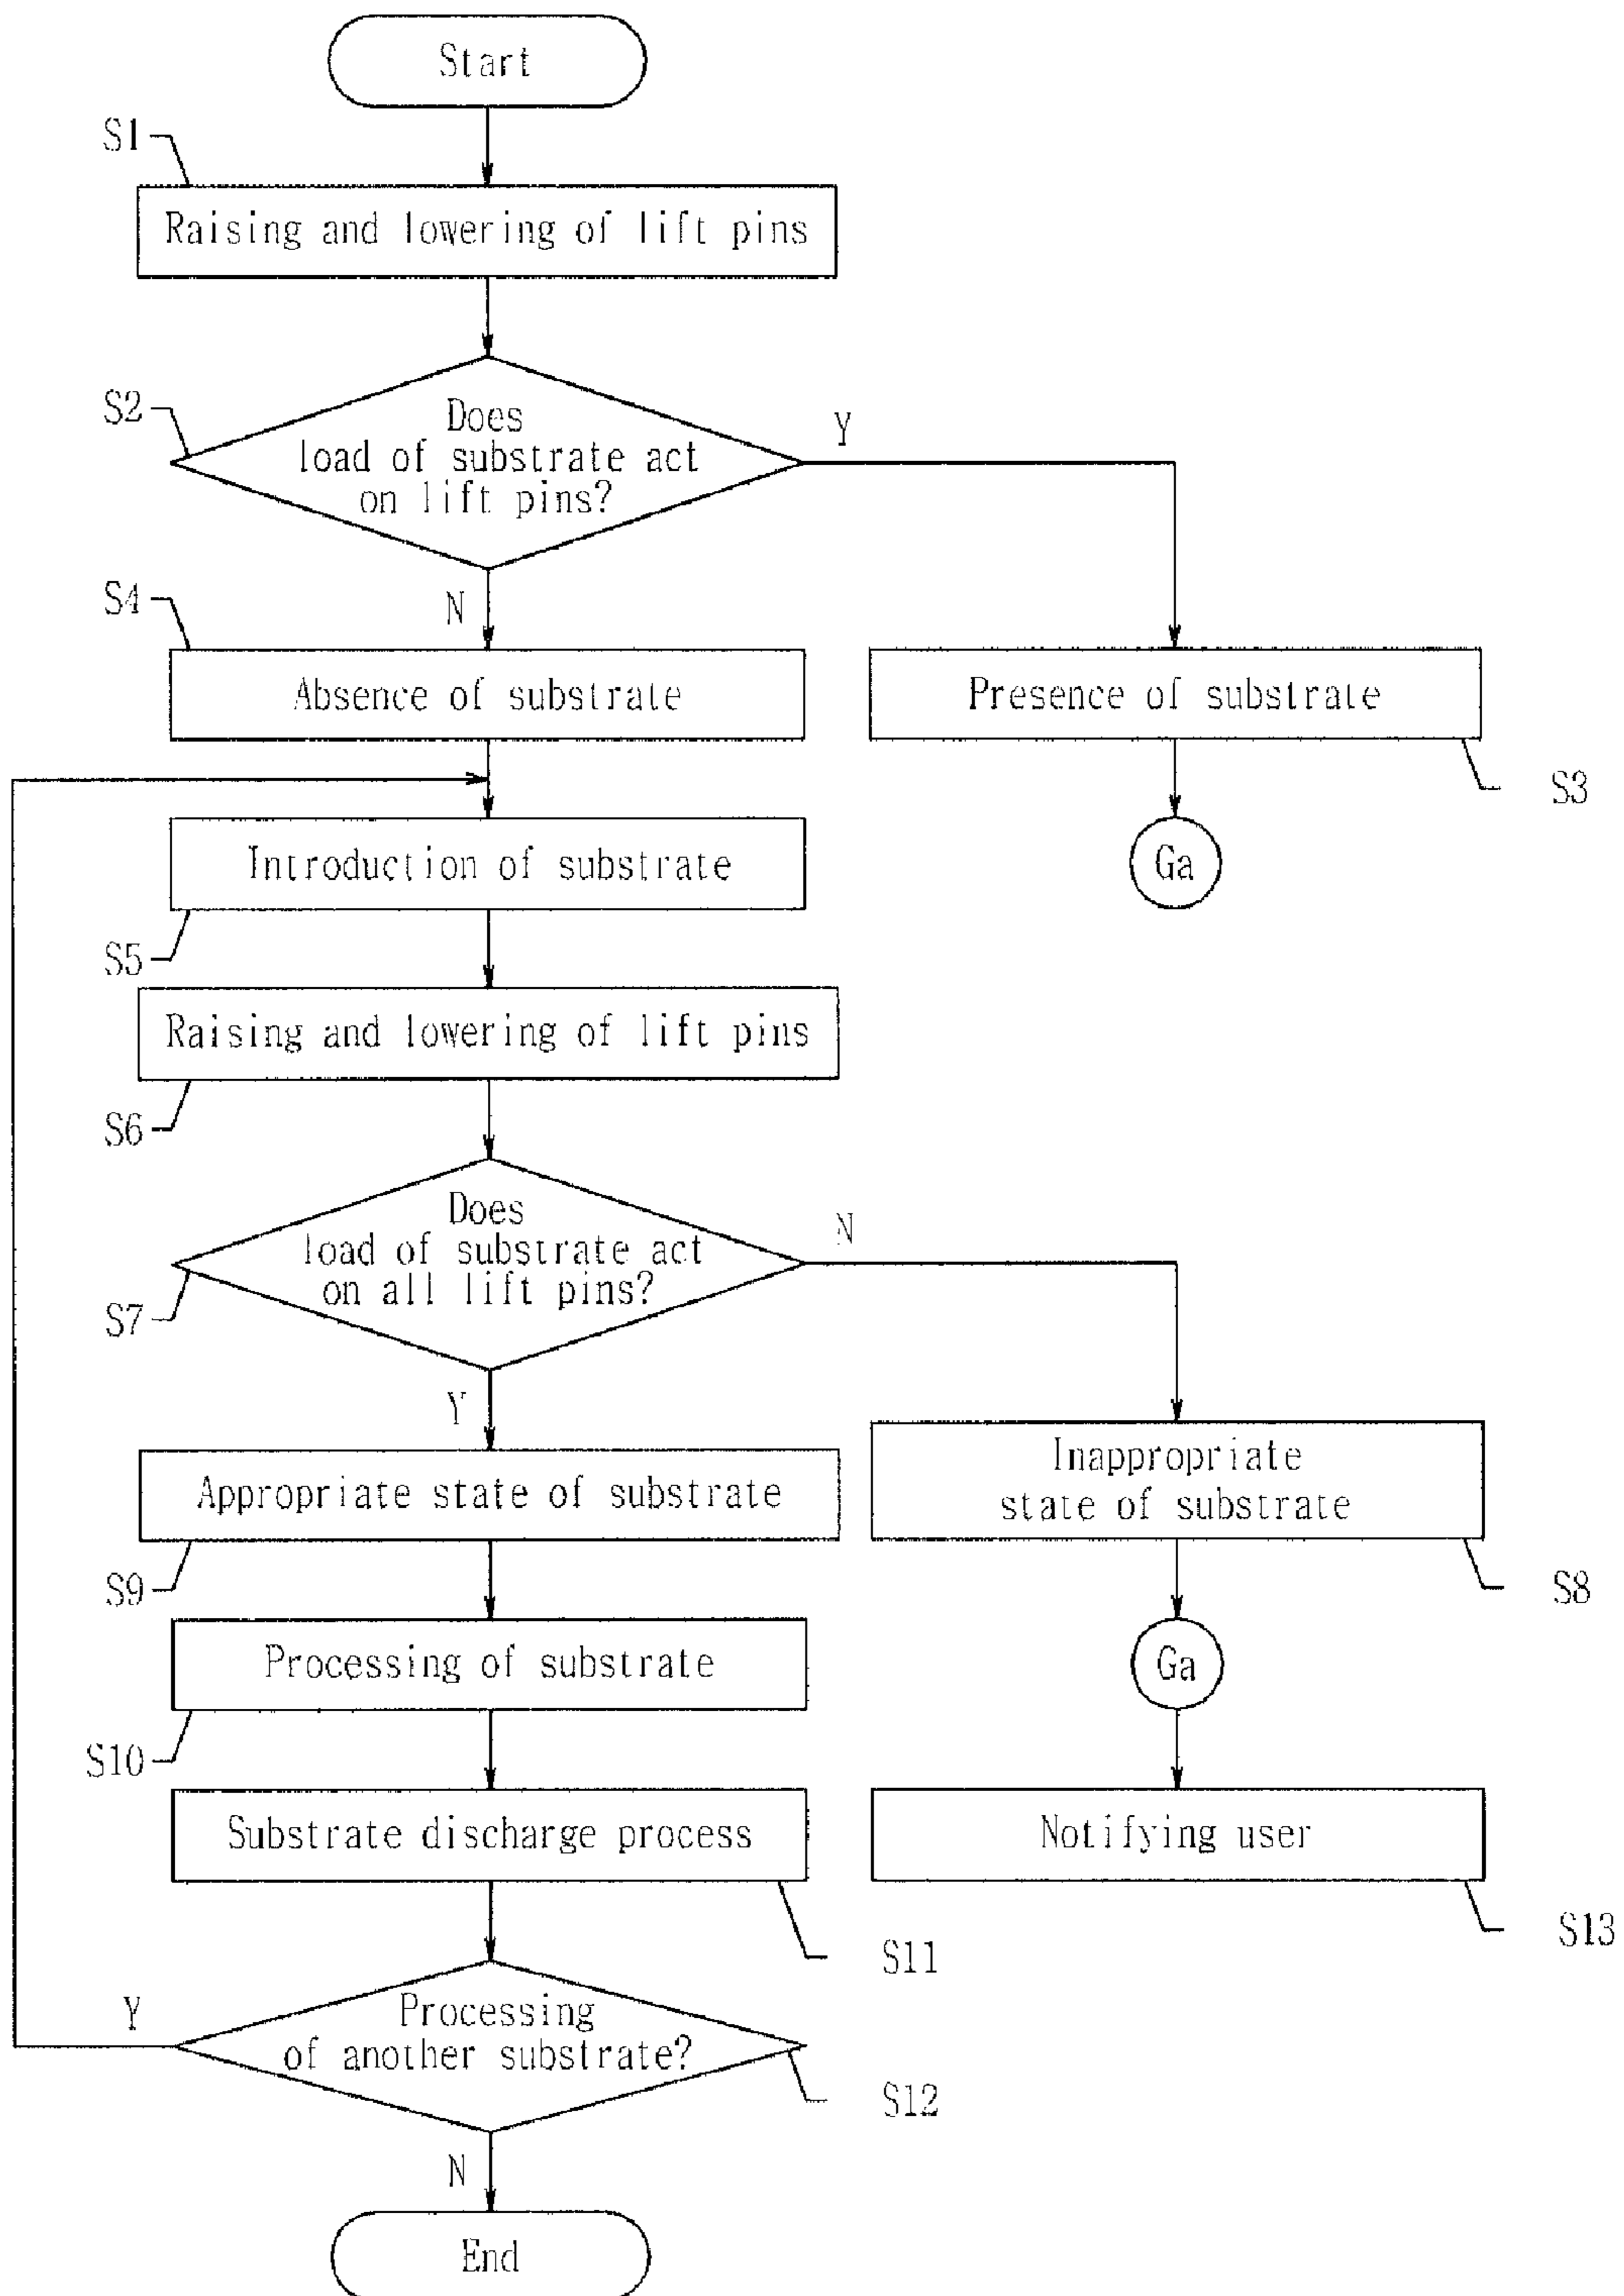 Start
S1
Raising and lowering of lift pins
S2
Does
load of substrate act
on lift pins?
Y
N
S4
Absence of substrate
Presence of substrate
S3
Introduction of substrate
Ga
S5
Raising and lowering of lift pins
S6
Does
load of substrate act
on all lift pins?
N
S7
Y
Appropriate state of substrate
Inappropriate
state of substrate
S9
S8
Processing of substrate
Ga
S10
Substrate discharge process
Notifying user
S11
S13
Processing
of another substrate?
Y
S12
N
End